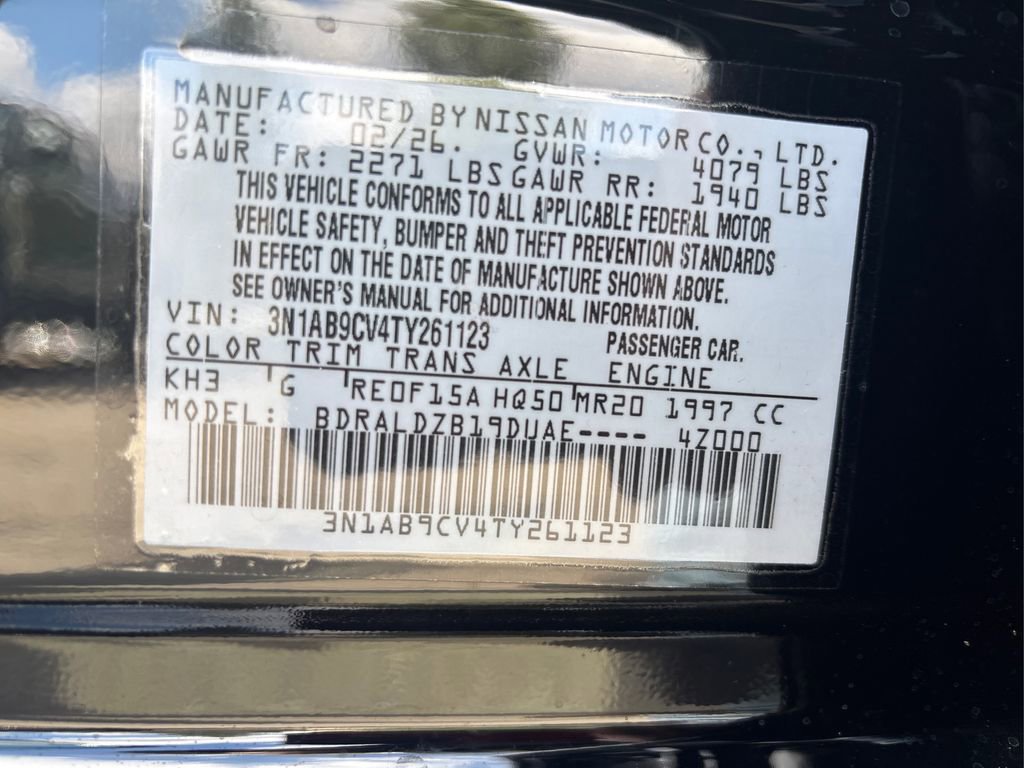 MANUFACTURED BY NISSAN MOTOR CO., LTD.
DATE: 02/26. GVWR: 4079 LBS
GAWR FR: 2271 LBS GAWR RR: 1940 LBS
THIS VEHICLE CONFORMS TO ALL APPLICABLE FEDERAL MOTOR
VEHICLE SAFETY, BUMPER AND THEFT PREVENTION STANDARDS
IN EFFECT ON THE DATE OF MANUFACTURE SHOWN ABOVE.
SEE OWNER'S MANUAL FOR ADDITIONAL INFORMATION.
VIN: 3N1AB9CV4TY261123 PASSENGER CAR.
COLOR TRIM TRANS AXLE ENGINE
KH3 G RE0F15A HQ50 MR20 1997 CC
MODEL: BDRALDZB19DUAE---- 4Z000
3N1AB9CV4TY261123